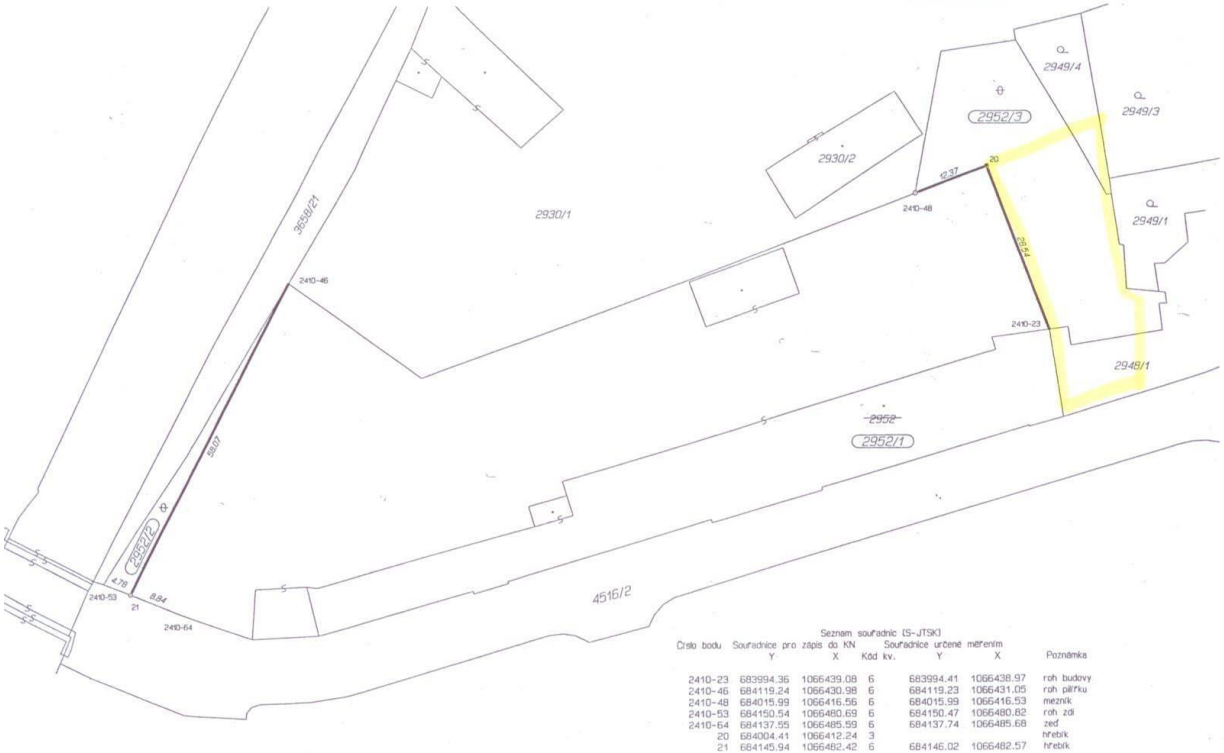 2949/4
2949/3
2952/3
2930/2
20
12.37
3658/21
2930/1
2410-48
2949/1
28.54
2410-46
2410-23
2948/1
2952
2952/1
58.07
2952/2
4.78
2410-53
8.84
21
4516/2
2410-64
Seznam souřadnic (S-JTSK)
Číslo bodu Souřadnice pro zápis do KN Souřadnice určené měřením
Y X Kód kv. Y X Poznámka
2410-23 683994.36 1066439.08 6 683994.41 1066438.97 roh budovy
2410-46 684119.24 1066430.98 6 684119.23 1066431.05 roh pilířku
2410-48 684015.99 1066416.56 6 684015.99 1066416.53 mezník
2410-53 684150.54 1066480.69 6 684150.47 1066480.82 roh zdi
2410-64 684137.55 1066485.59 6 684137.74 1066485.68 zeď
20 684004.41 1066412.24 3 hřebík
21 684145.94 1066482.42 6 684146.02 1066482.57 hřebík